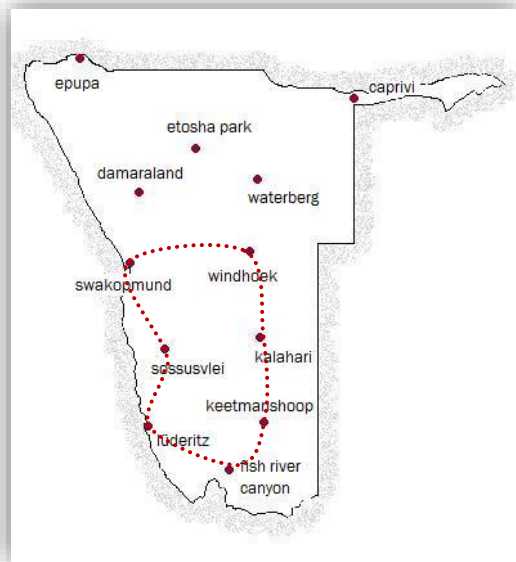 epupa
caprivi
etosha park
damaraland
waterberg
swakopmund
windhoek
sossusvlei
kalahari
keetmanshoop
lüderitz
fish river
canyon